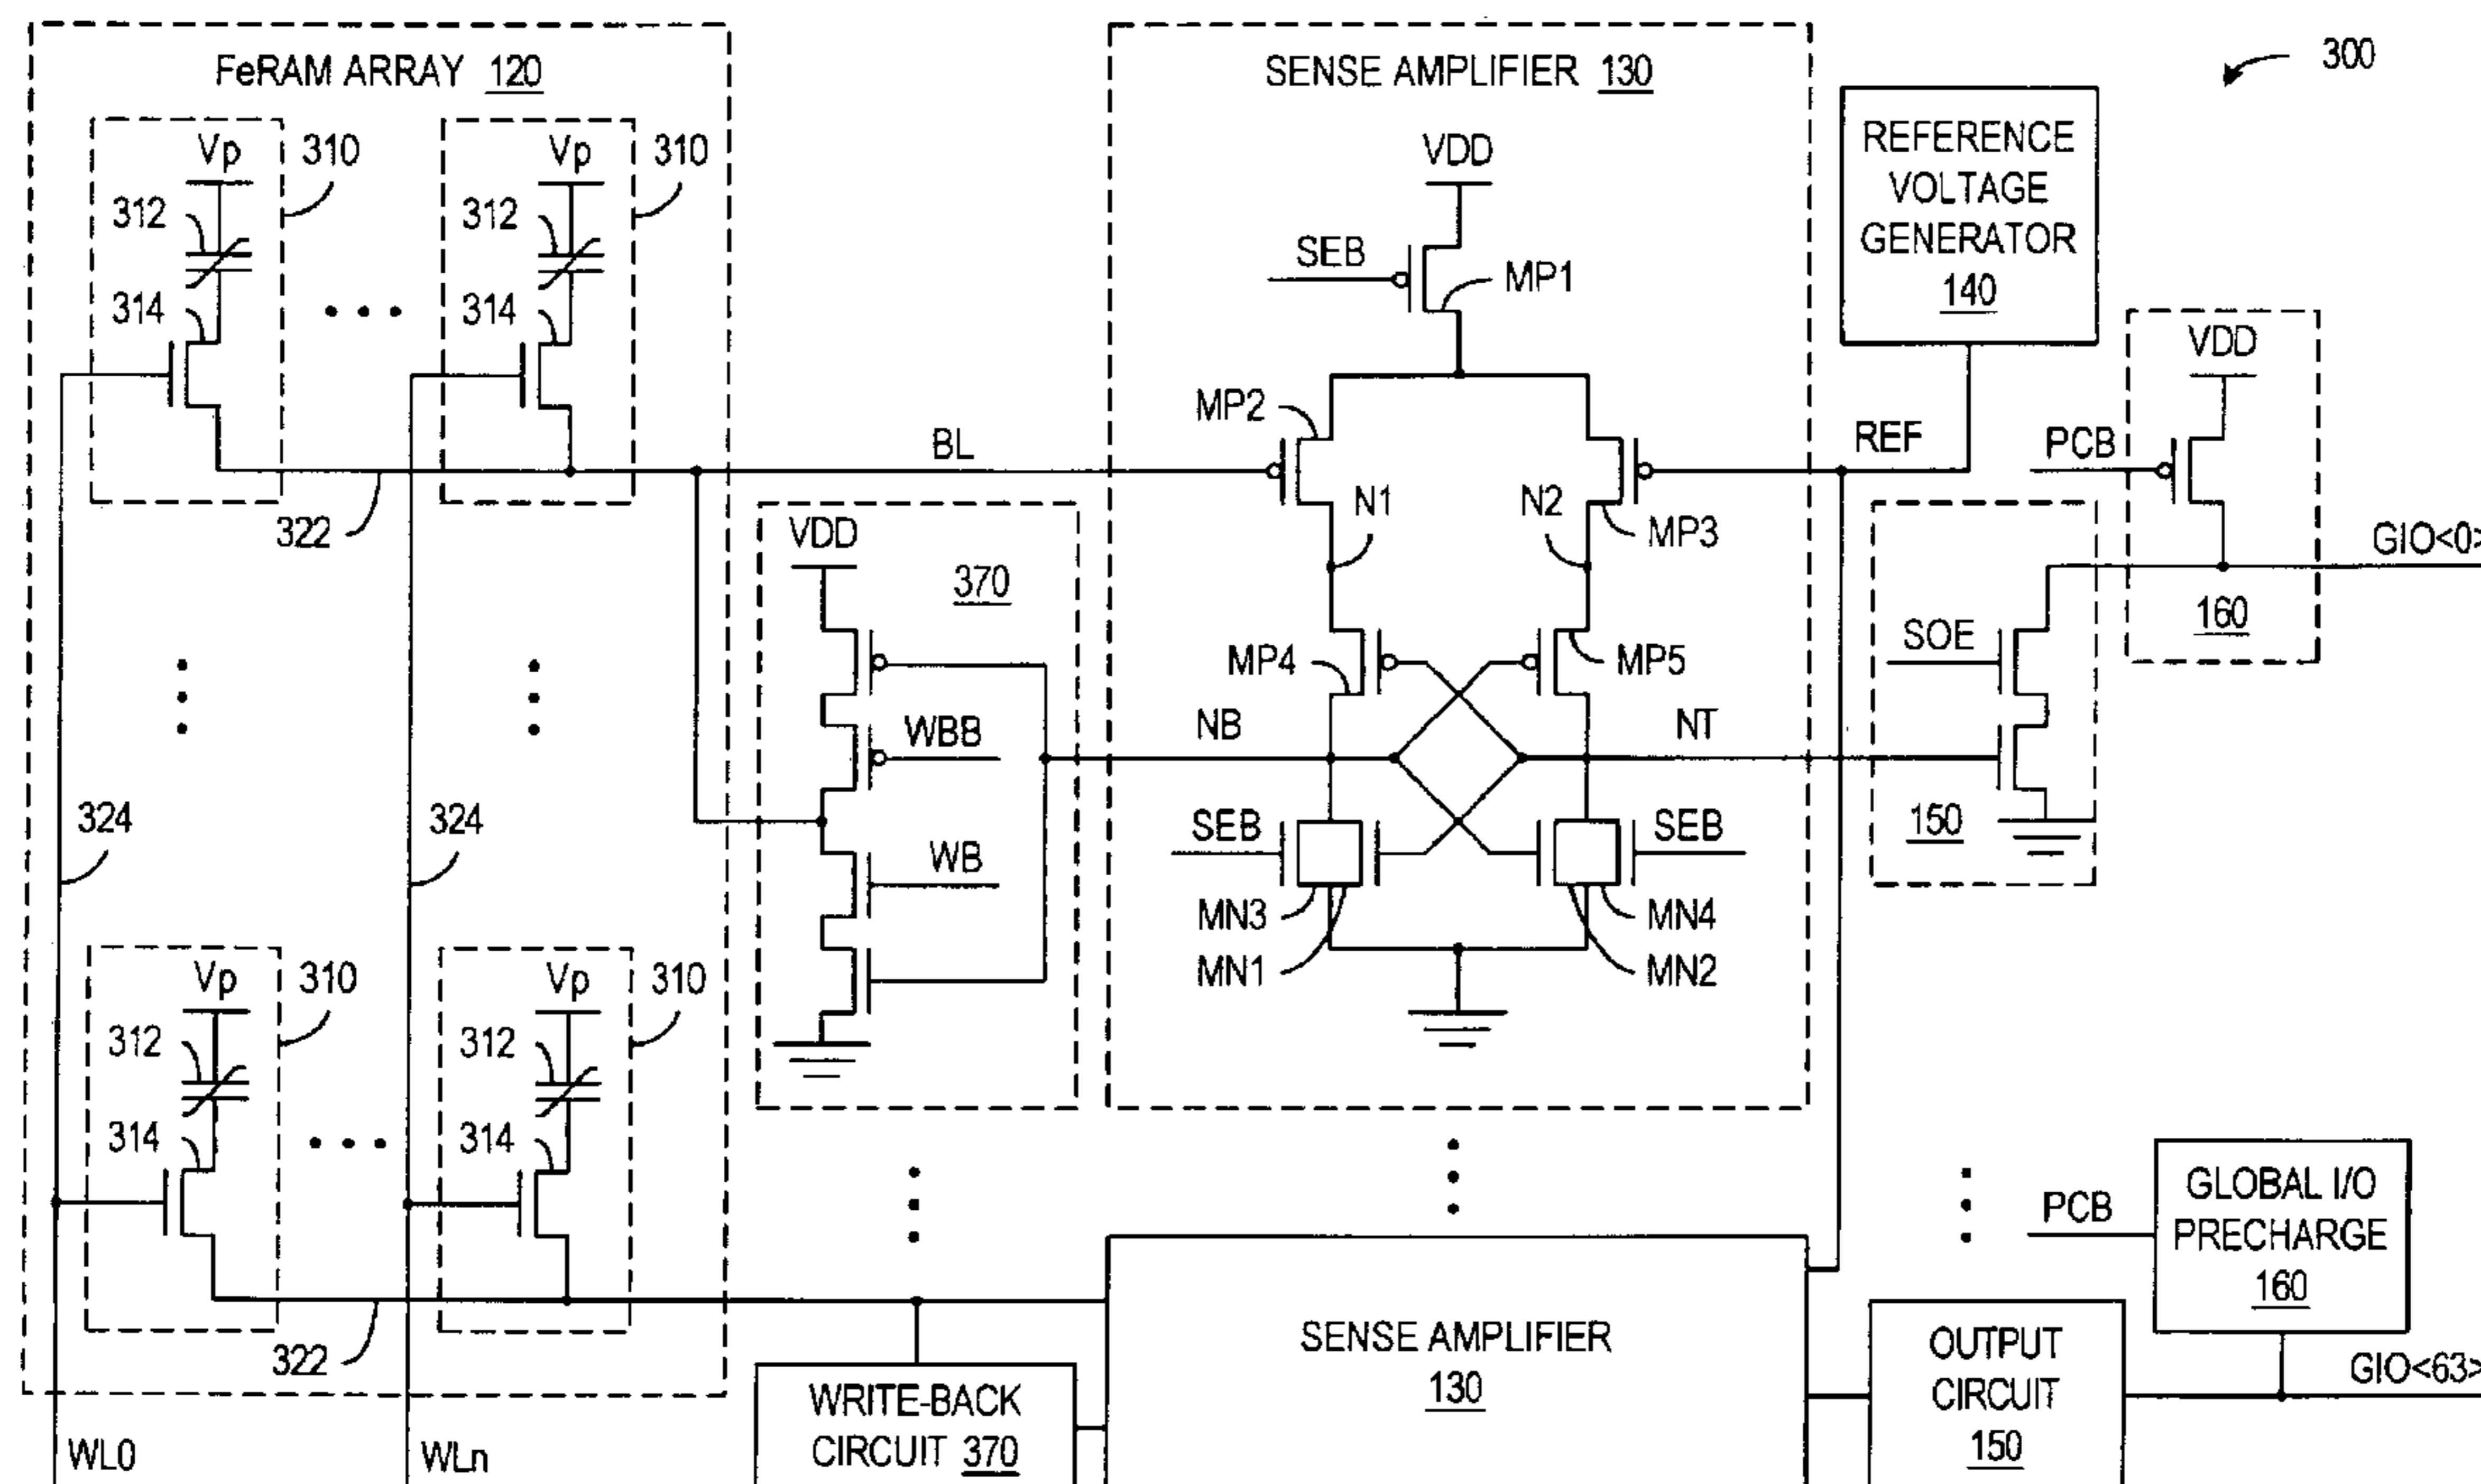 FeRAM ARRAY 120
SENSE AMPLIFIER 130
300
Vp
310
Vp
310
REFERENCE
VOLTAGE
GENERATOR
140
VDD
312
312
SEB
MP1
314
314
VDD
MP2
BL
REF
PCB
322
N1
N2
MP3
GIO<0>
VDD
370
160
SOE
MP4
MP5
WBB
NB
NT
324
324
150
SEB
SEB
WB
MN3
MN4
MN1
MN2
Vp
310
Vp
310
312
312
314
314
GLOBAL I/O
PRECHARGE
160
PCB
322
SENSE AMPLIFIER
130
OUTPUT
CIRCUIT
150
GIO<63>
WRITE-BACK
CIRCUIT 370
WL0
WLn